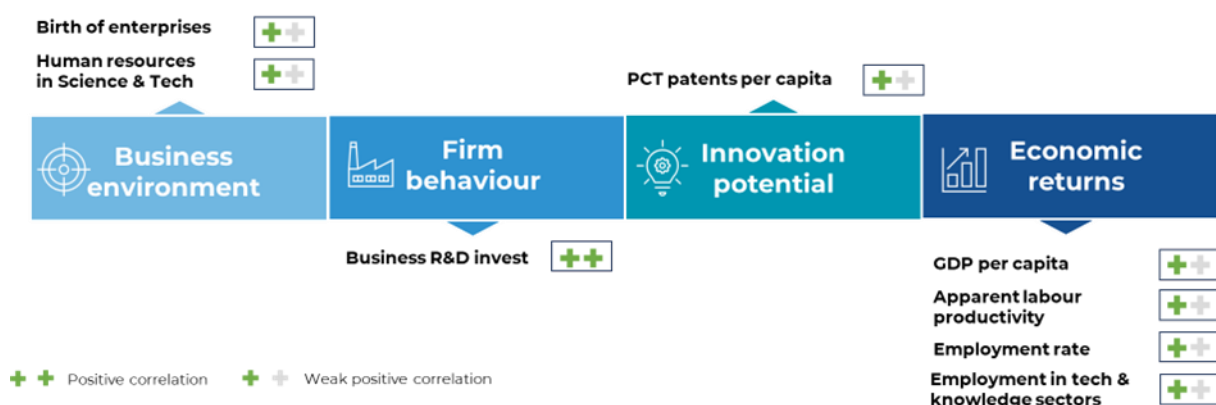 Birth of enterprises
Human resources
in Science & Tech
PCT patents per capita
Business
environment
Firm
behaviour
Innovation
potential
Economic
returns
Business R&D invest
GDP per capita
Apparent labour
productivity
Employment rate
Employment in tech &
knowledge sectors
Positive correlation
Weak positive correlation